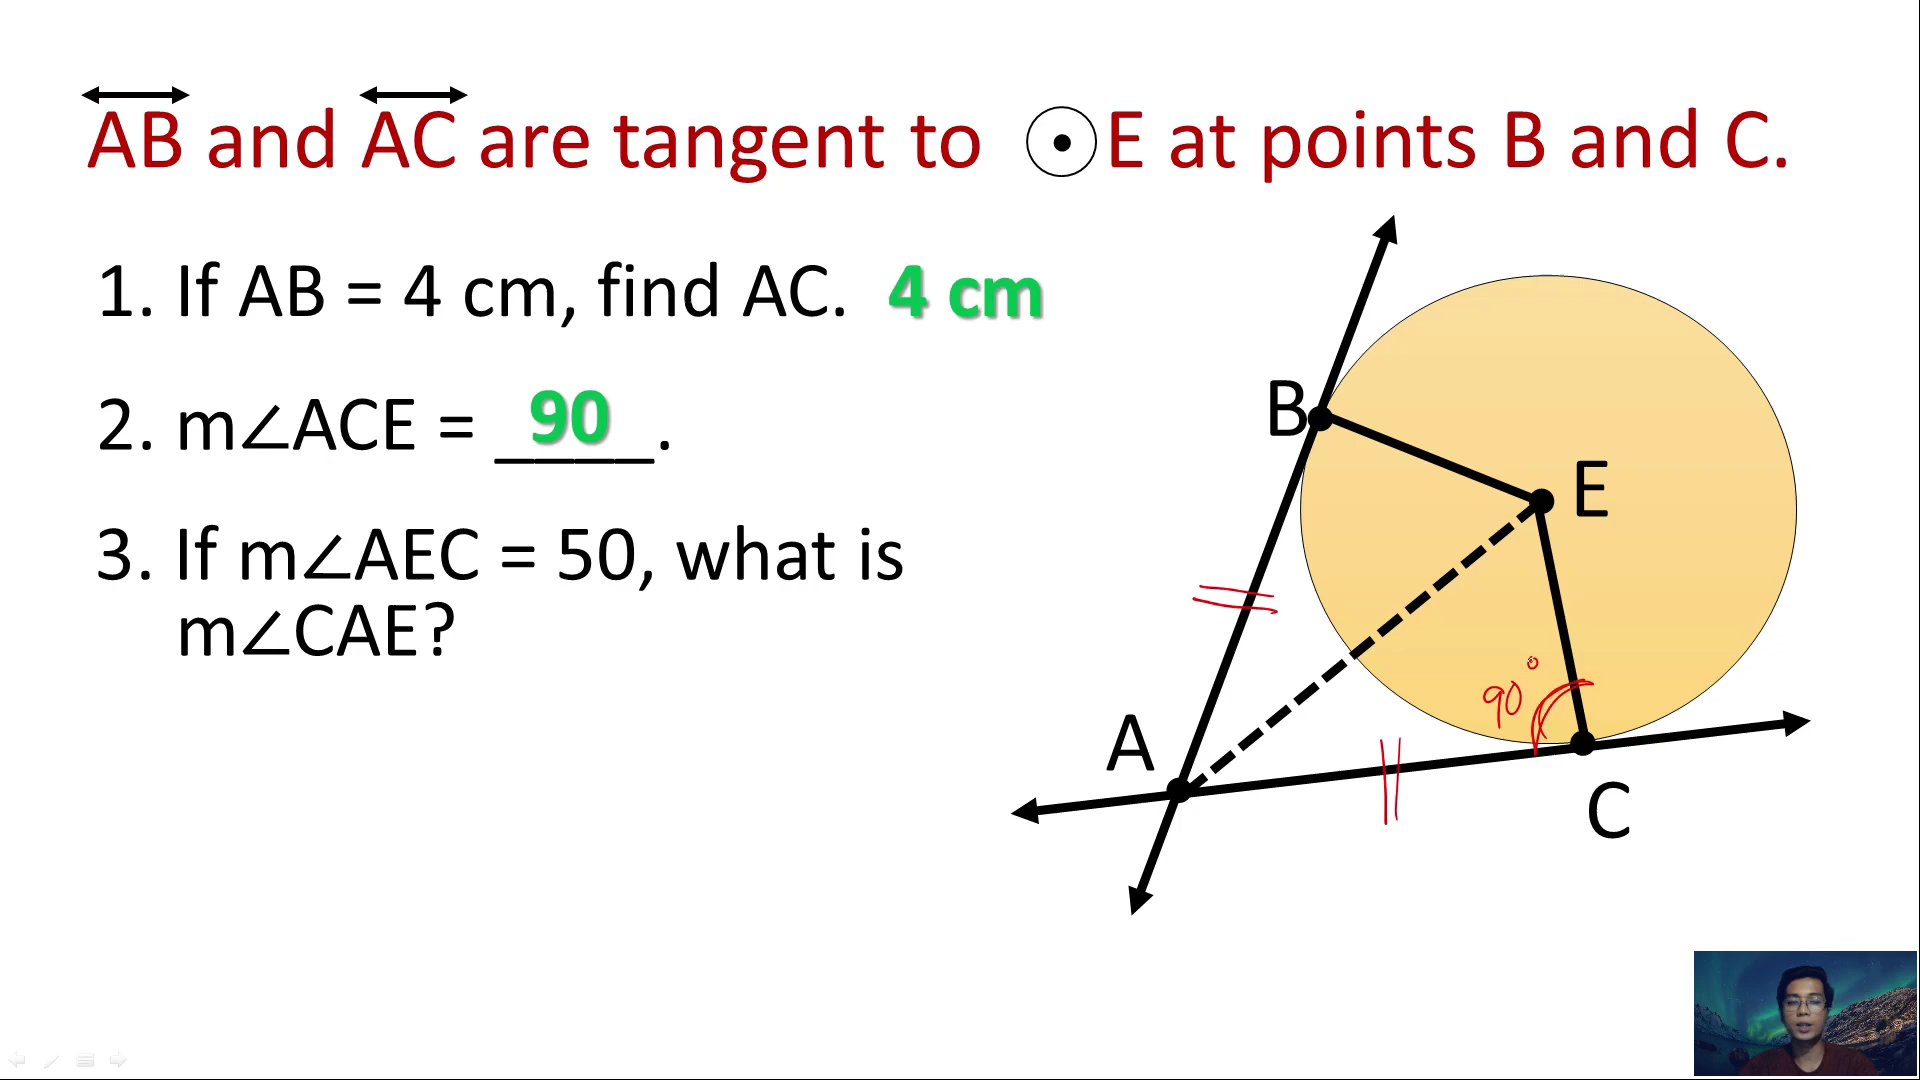 AB and AC are tangent to ⊙E at points B and C.
1. If AB = 4 cm, find AC. 4 cm
2. m∠ACE = 90.
3. If m∠AEC = 50, what is
m∠CAE?
B
E
90°
A
C